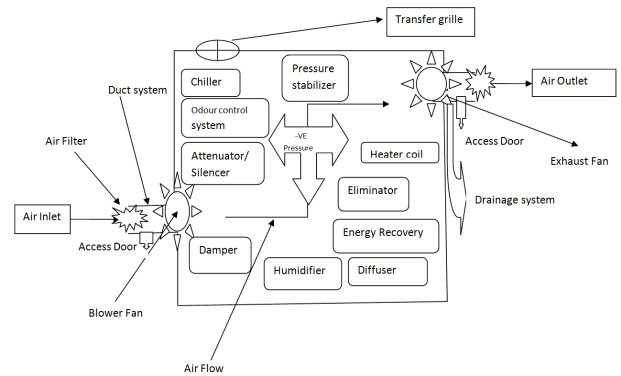 Transfer grille
Pressure
stabilizer
Chiller
Duct system
Air Outlet
Odour control
system
-VE
Pressure
Access Door
Air Filter
Attenuator/
Silencer
Heater coil
Exhaust Fan
Eliminator
Drainage system
Air Inlet
Energy Recovery
Access Door
Damper
Humidifier
Diffuser
Blower Fan
Air Flow